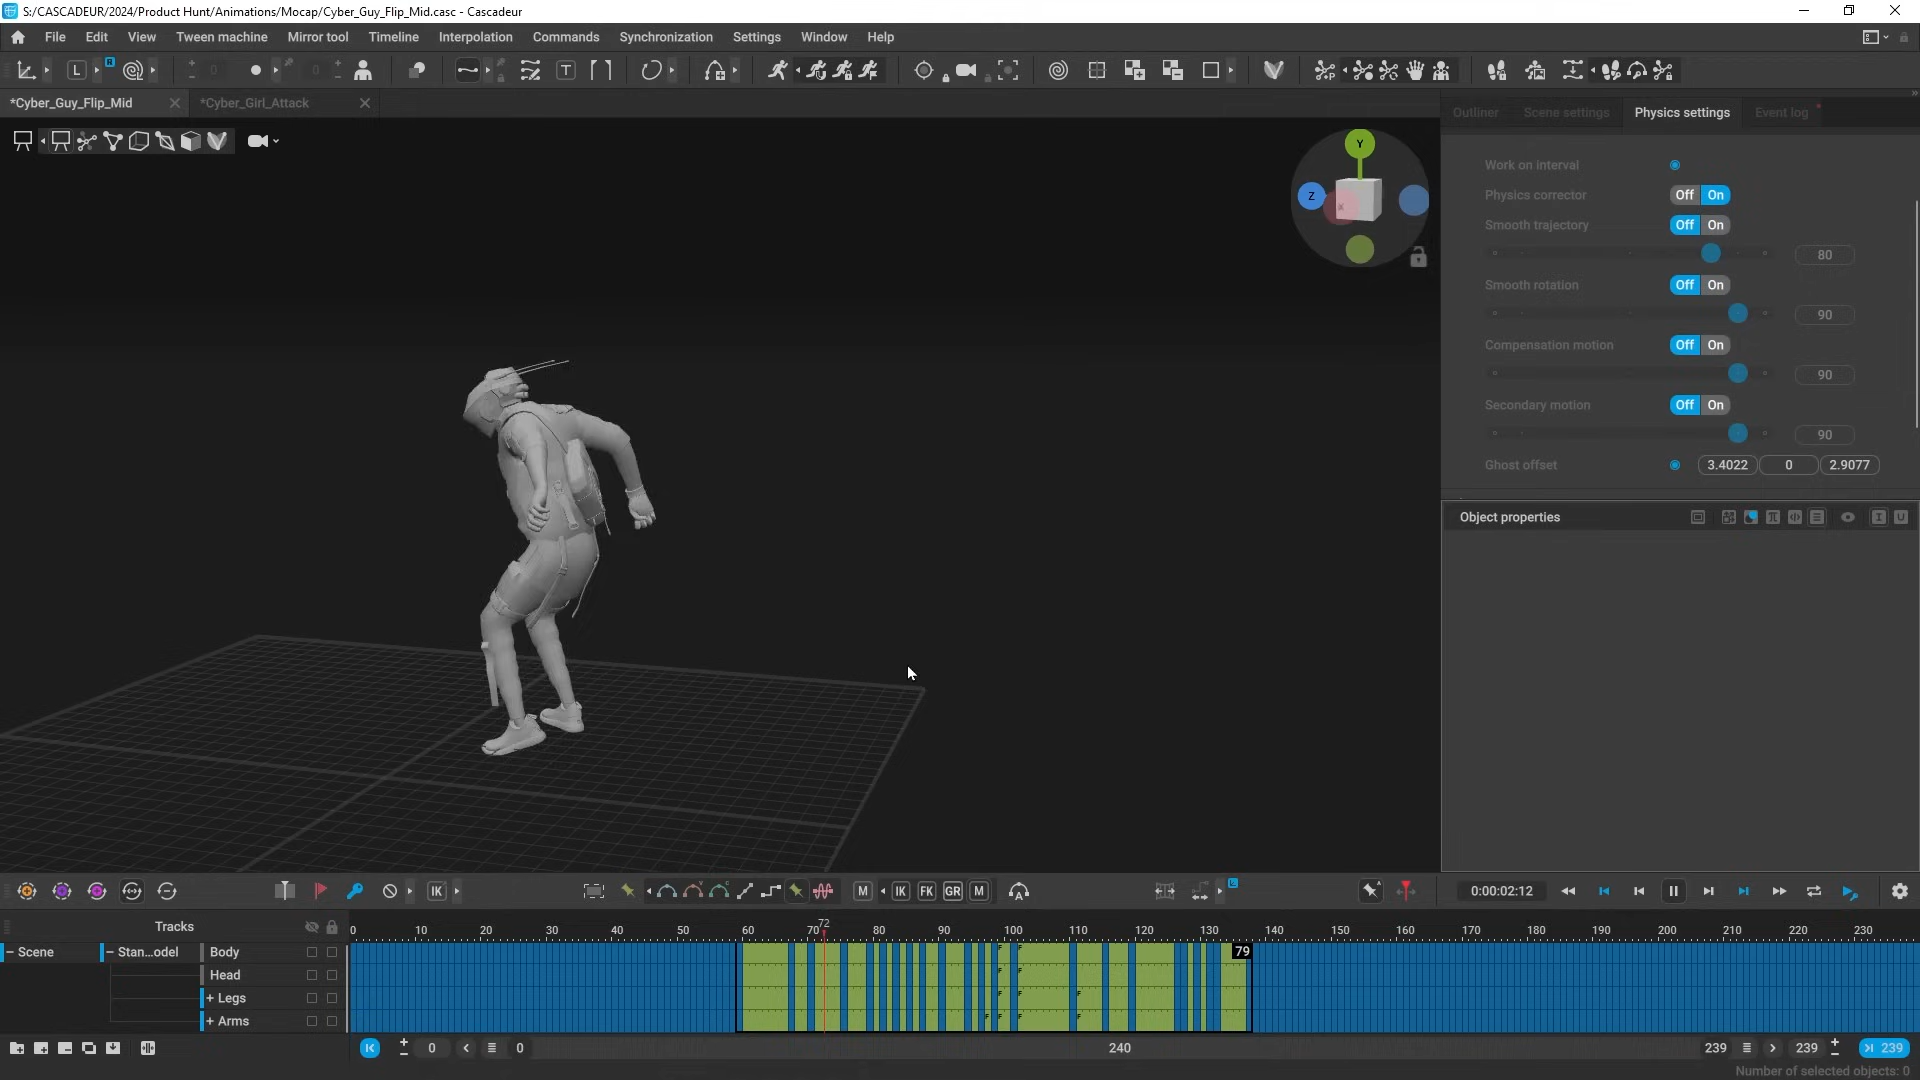 S:/CASCADEUR/2024/Product Hunt/Animations/Mocap/Cyber_Guy_Flip_Mid.casc - Cascadeur
File Edit View Tween machine Mirror tool Timeline Interpolation Commands Synchronization Settings Window Help
L R 0 0 T
*Cyber_Guy_Flip_Mid *Cyber_Girl_Attack
Outliner Scene settings Physics settings Event log
Y
Z X
Work on interval
Physics corrector Off On
Smooth trajectory Off On
80
Smooth rotation Off On
90
Compensation motion Off On
90
Secondary motion Off On
90
Ghost offset 3.4022 0 2.9077
Object properties
IK M IK FK GR M 0:00:02:12
Tracks
0 10 20 30 40 50 60 70 72 80 90 100 110 120 130 140 150 160 170 180 190 200 210 220 230
Scene Stan...odel Body 79
Head
+ Legs
+ Arms
0 0 240 239 239 239
Number of selected objects: 0